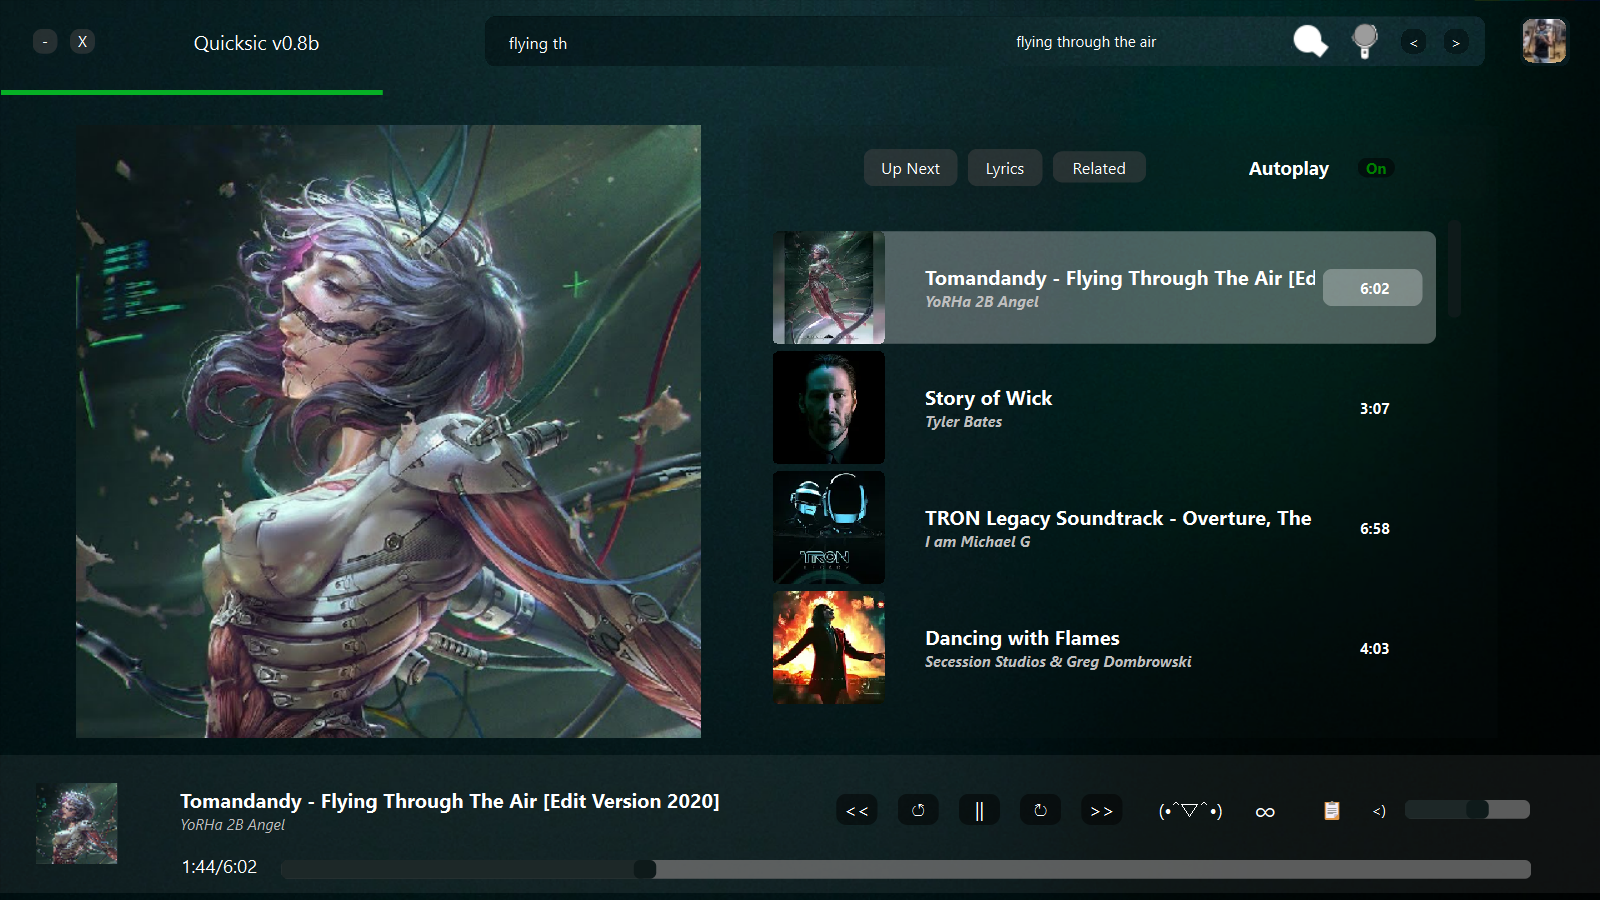 - X Quicksic v0.8b flying th flying through the air < >
Up Next Lyrics Related Autoplay On
Tomandandy - Flying Through The Air [Ed 6:02
YoRHa 2B Angel
Story of Wick 3:07
Tyler Bates
TRON Legacy Soundtrack - Overture, The 6:58
I am Michael G
TRON
Dancing with Flames 4:03
Secession Studios & Greg Dombrowski
Tomandandy - Flying Through The Air [Edit Version 2020]
YoRHa 2B Angel
<< || >> (•ˆ▽ˆ•) ∞ <)
1:44/6:02